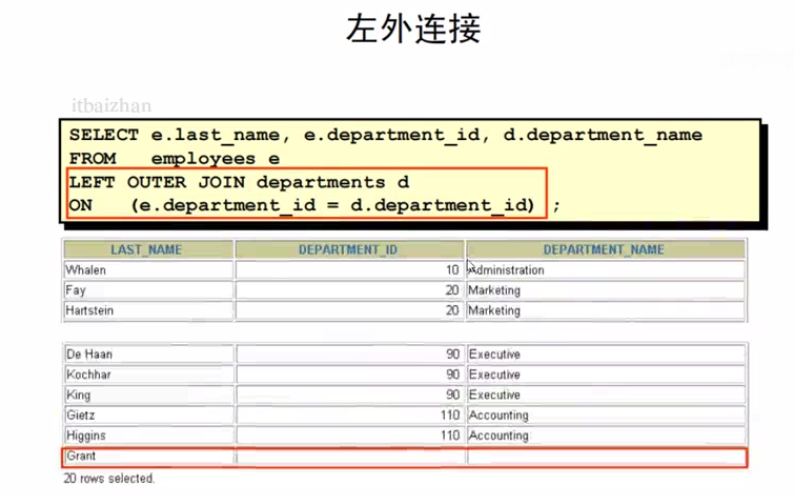 左外连接
itbaizhan
SELECT e.last_name, e.department_id, d.department_name
FROM employees e
LEFT OUTER JOIN departments d
ON (e.department_id = d.department_id) ;
LAST_NAME DEPARTMENT_ID DEPARTMENT_NAME
Whalen 10 Administration
Fay 20 Marketing
Hartstein 20 Marketing
De Haan 90 Executive
Kochhar 90 Executive
King 90 Executive
Gietz 110 Accounting
Higgins 110 Accounting
Grant
20 rows selected.